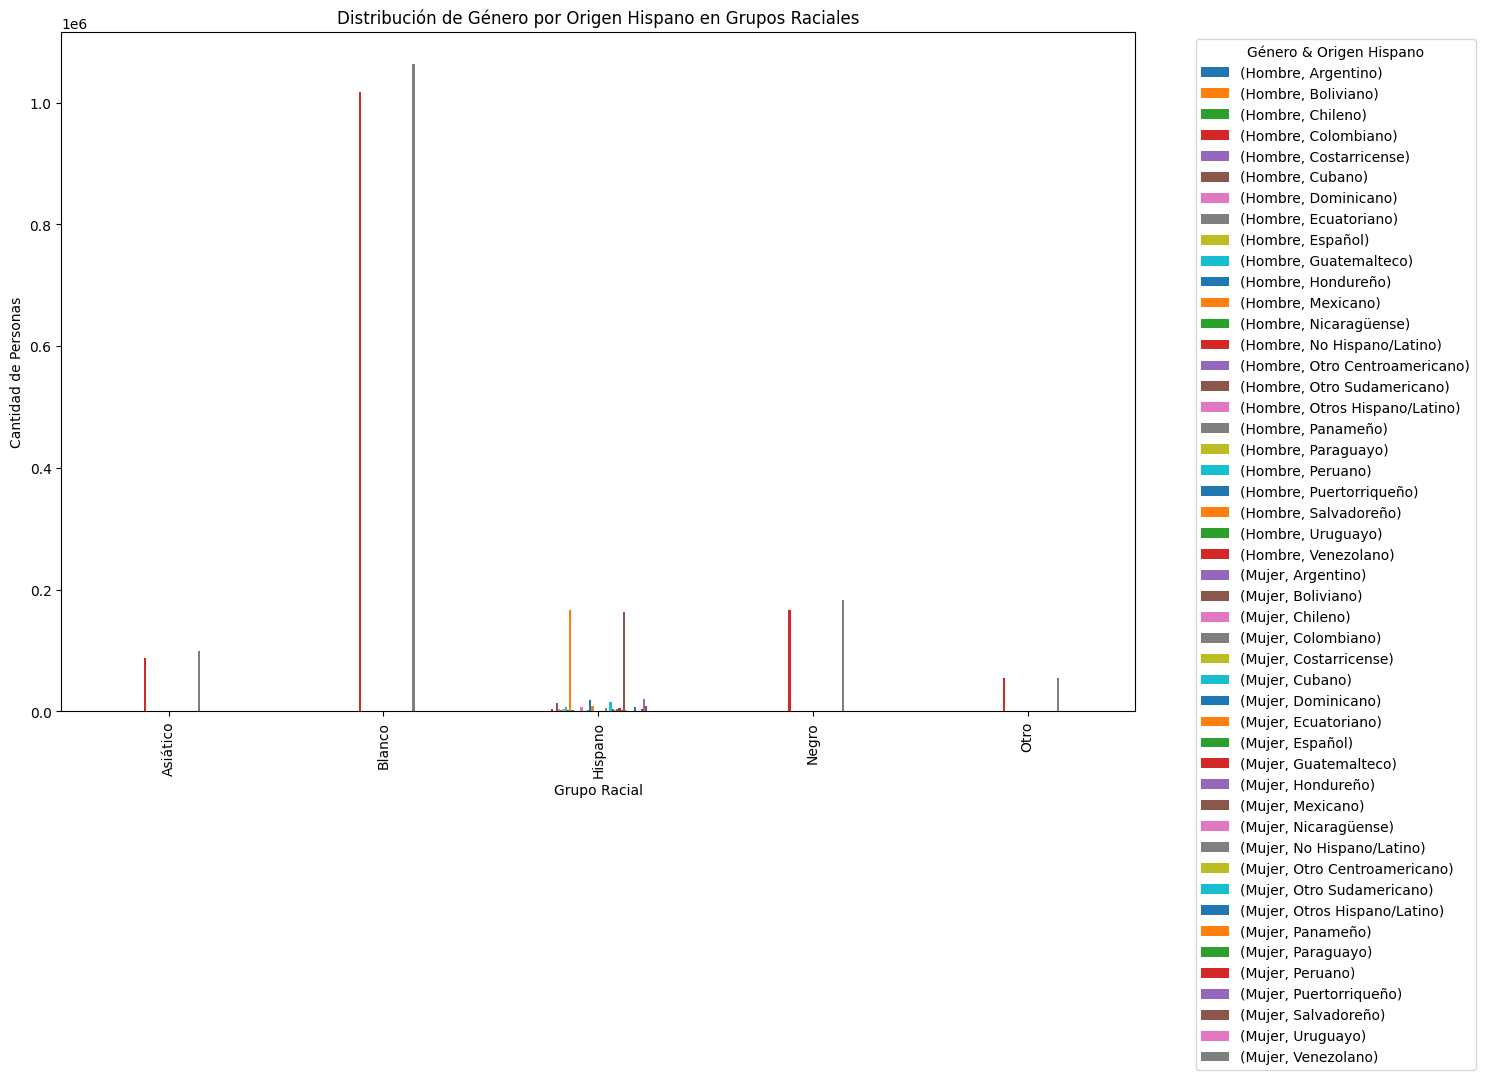 Distribución de Género por Origen Hispano en Grupos Raciales
1e6
1.0
0.8
0.6
0.4
0.2
0.0
Cantidad de Personas
Asiático
Blanco
Hispano
Negro
Otro
Grupo Racial
Género & Origen Hispano
(Hombre, Argentino)
(Hombre, Boliviano)
(Hombre, Chileno)
(Hombre, Colombiano)
(Hombre, Costarricense)
(Hombre, Cubano)
(Hombre, Dominicano)
(Hombre, Ecuatoriano)
(Hombre, Español)
(Hombre, Guatemalteco)
(Hombre, Hondureño)
(Hombre, Mexicano)
(Hombre, Nicaragüense)
(Hombre, No Hispano/Latino)
(Hombre, Otro Centroamericano)
(Hombre, Otro Sudamericano)
(Hombre, Otros Hispano/Latino)
(Hombre, Panameño)
(Hombre, Paraguayo)
(Hombre, Peruano)
(Hombre, Puertorriqueño)
(Hombre, Salvadoreño)
(Hombre, Uruguayo)
(Hombre, Venezolano)
(Mujer, Argentino)
(Mujer, Boliviano)
(Mujer, Chileno)
(Mujer, Colombiano)
(Mujer, Costarricense)
(Mujer, Cubano)
(Mujer, Dominicano)
(Mujer, Ecuatoriano)
(Mujer, Español)
(Mujer, Guatemalteco)
(Mujer, Hondureño)
(Mujer, Mexicano)
(Mujer, Nicaragüense)
(Mujer, No Hispano/Latino)
(Mujer, Otro Centroamericano)
(Mujer, Otro Sudamericano)
(Mujer, Otros Hispano/Latino)
(Mujer, Panameño)
(Mujer, Paraguayo)
(Mujer, Peruano)
(Mujer, Puertorriqueño)
(Mujer, Salvadoreño)
(Mujer, Uruguayo)
(Mujer, Venezolano)